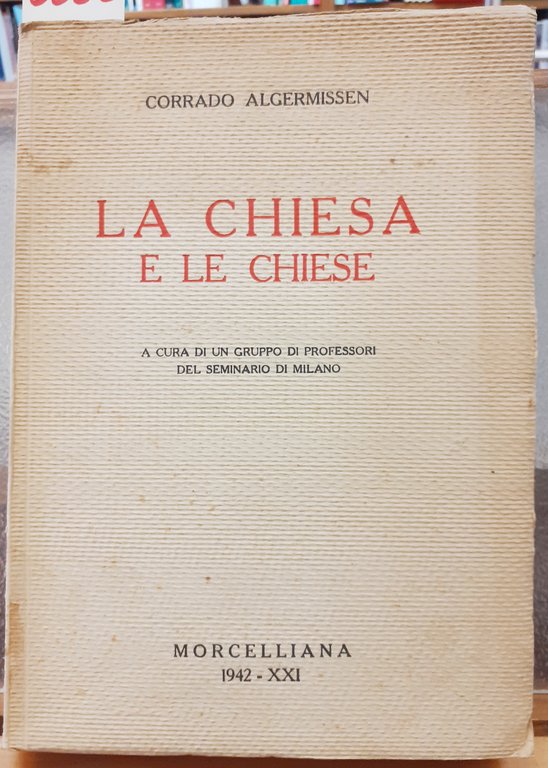 CORRADO ALGERMISSEN
LA CHIESA
E LE CHIESE
A CURA DI UN GRUPPO DI PROFESSORI
DEL SEMINARIO DI MILANO
MORCELLIANA
1942 - XXI